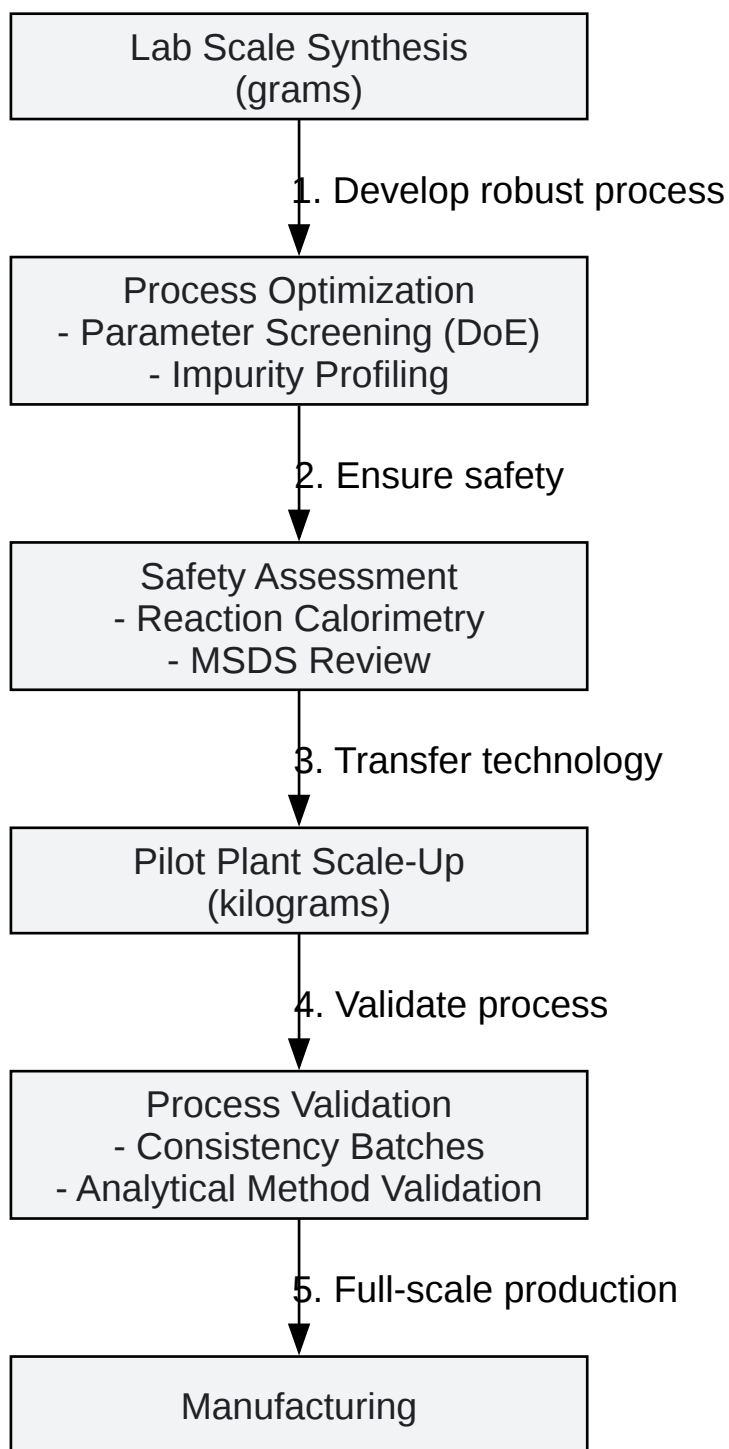 Lab Scale Synthesis
(grams)
1. Develop robust process
Process Optimization
- Parameter Screening (DoE)
- Impurity Profiling
2. Ensure safety
Safety Assessment
- Reaction Calorimetry
- MSDS Review
3. Transfer technology
Pilot Plant Scale-Up
(kilograms)
4. Validate process
Process Validation
- Consistency Batches
- Analytical Method Validation
5. Full-scale production
Manufacturing